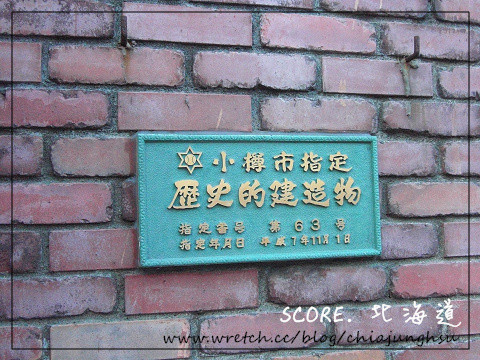 小樽市指定
歴史的建造物
指定番号 第63号
指定年月日 平成7年11月1日
SCORE. 北海道
www.wretch.cc/blog/chiajunghsu